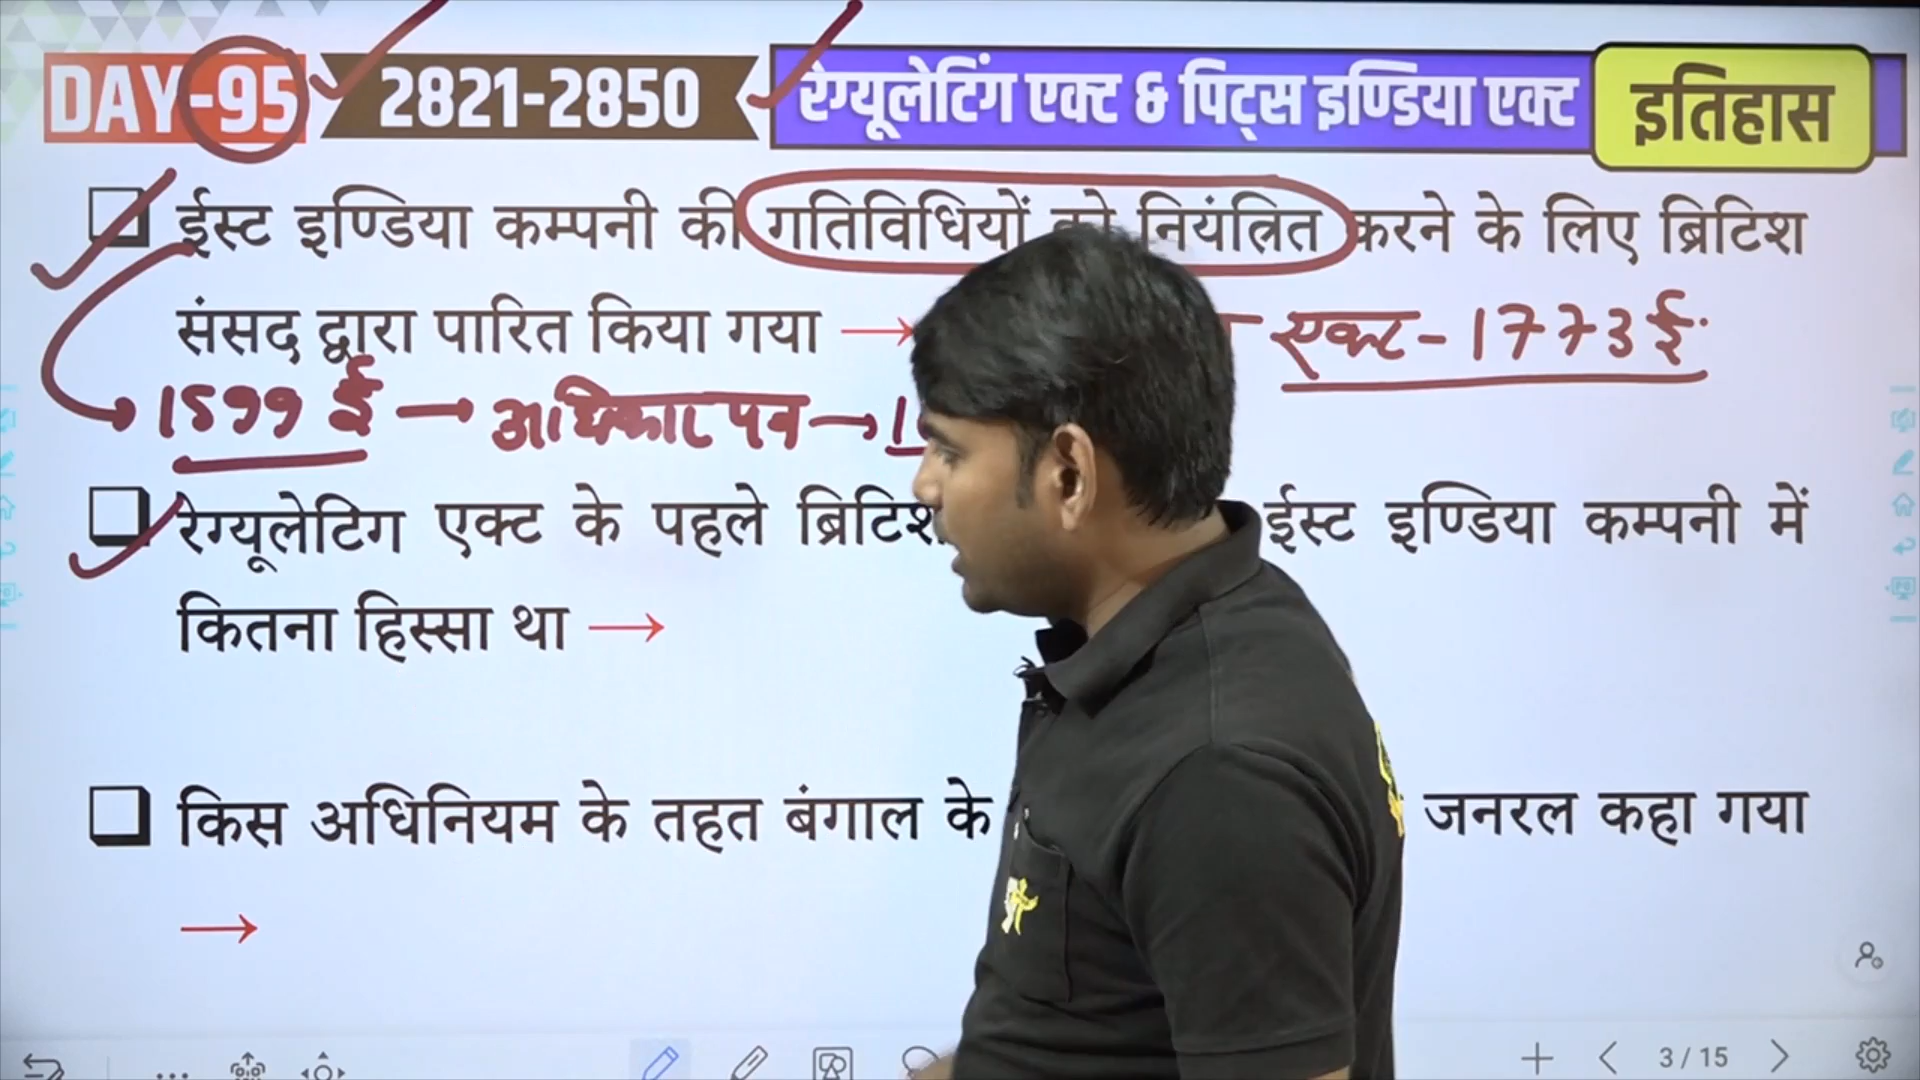 DAY-95 2821-2850 रेग्यूलेटिंग एक्ट & पिट्स इण्डिया एक्ट इतिहास
ईस्ट इण्डिया कम्पनी की गतिविधियों को नियंत्रित करने के लिए ब्रिटिश
संसद द्वारा पारित किया गया → एक्ट - 1773 ई.
1599 ई → अधिकार पत्र →
रेग्यूलेटिग एक्ट के पहले ईस्ट इण्डिया कम्पनी में
कितना हिस्सा था →
किस अधिनियम के तहत बंगाल के जनरल कहा गया
→
3 / 15